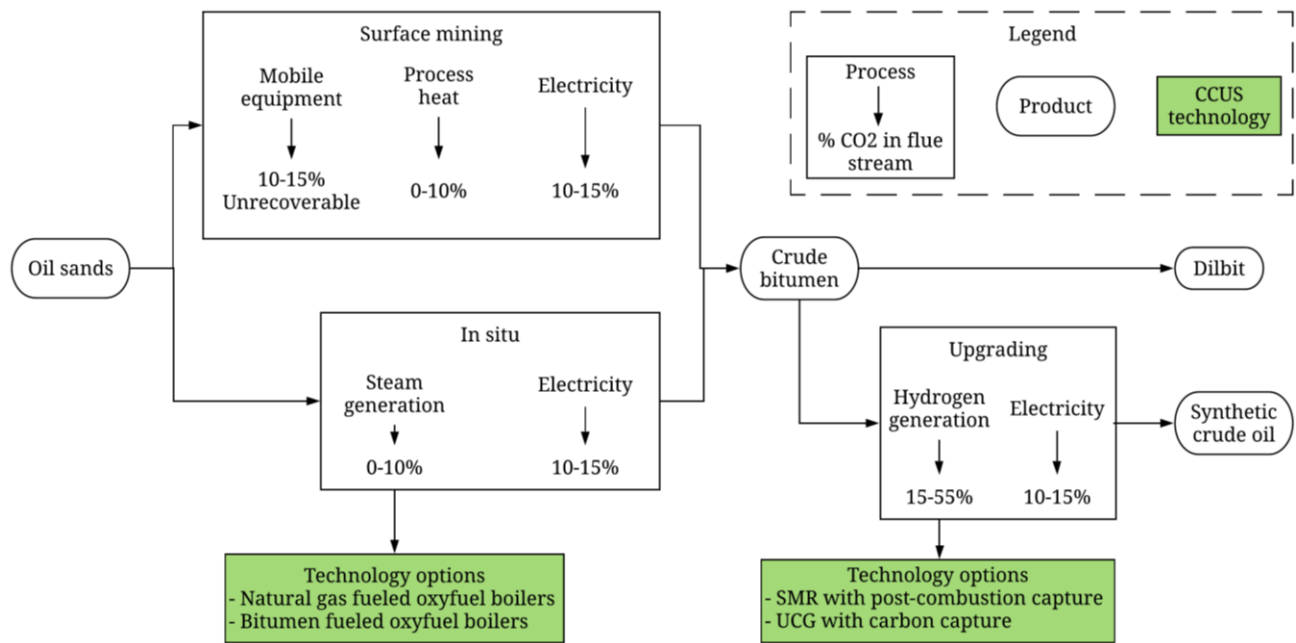 Surface mining
Mobile
equipment
10-15%
Unrecoverable
Process
heat
0-10%
Electricity
10-15%
Legend
Process
% CO2 in flue
stream
Product
CCUS
technology
Oil sands
Crude
bitumen
Dilbit
In situ
Steam
generation
0-10%
Electricity
10-15%
Upgrading
Hydrogen
generation
15-55%
Electricity
10-15%
Synthetic
crude oil
Technology options
- Natural gas fueled oxyfuel boilers
- Bitumen fueled oxyfuel boilers
Technology options
- SMR with post-combustion capture
- UCG with carbon capture